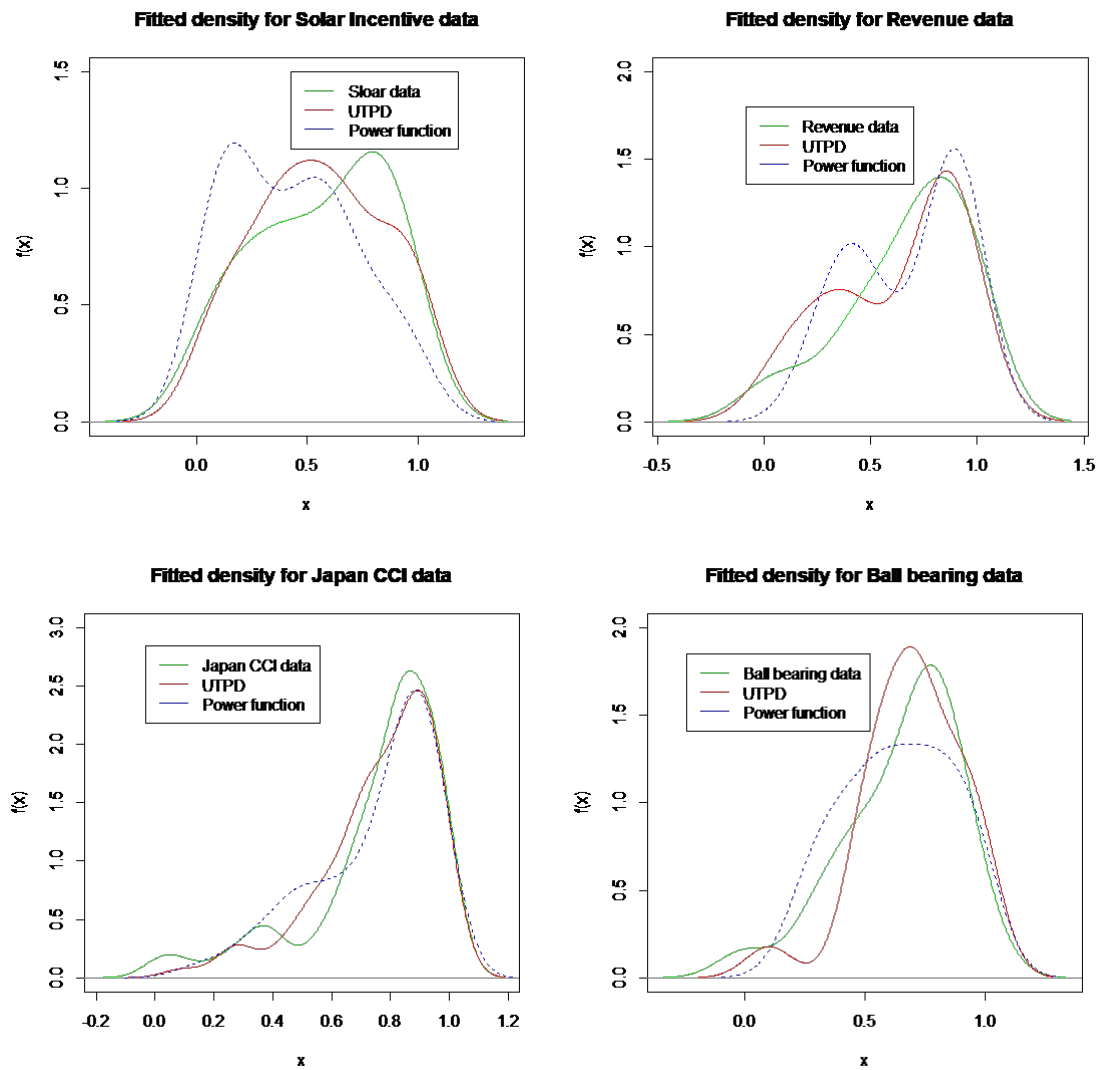 Fitted density for Solar Incentive data
1.5
1.0
0.5
0.0
f(x)
Sloar data
UTPD
Power function
0.0
0.5
1.0
x
Fitted density for Revenue data
2.0
1.5
1.0
0.5
0.0
f(x)
Revenue data
UTPD
Power function
-0.5
0.0
0.5
1.0
1.5
x
Fitted density for Japan CCI data
3.0
2.5
2.0
1.5
1.0
0.5
0.0
f(x)
Japan CCI data
UTPD
Power function
-0.2
0.0
0.2
0.4
0.6
0.8
1.0
1.2
x
Fitted density for Ball bearing data
2.0
1.5
1.0
0.5
0.0
f(x)
Ball bearing data
UTPD
Power function
0.0
0.5
1.0
x